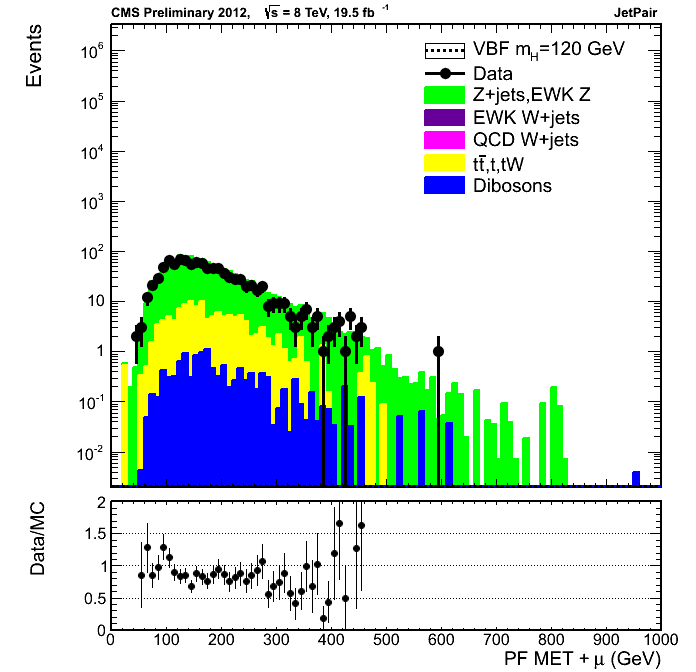 CMS Preliminary 2012, √s = 8 TeV, 19.5 fb⁻¹ JetPair
Events
10⁶
10⁵
10⁴
10³
10²
10
1
10⁻¹
10⁻²
VBF m_H=120 GeV
Data
Z+jets,EWK Z
EWK W+jets
QCD W+jets
tt̄,t,tW
Dibosons
Data/MC
2
1.5
1
0.5
0
0 100 200 300 400 500 600 700 800 900 1000
PF MET + μ (GeV)